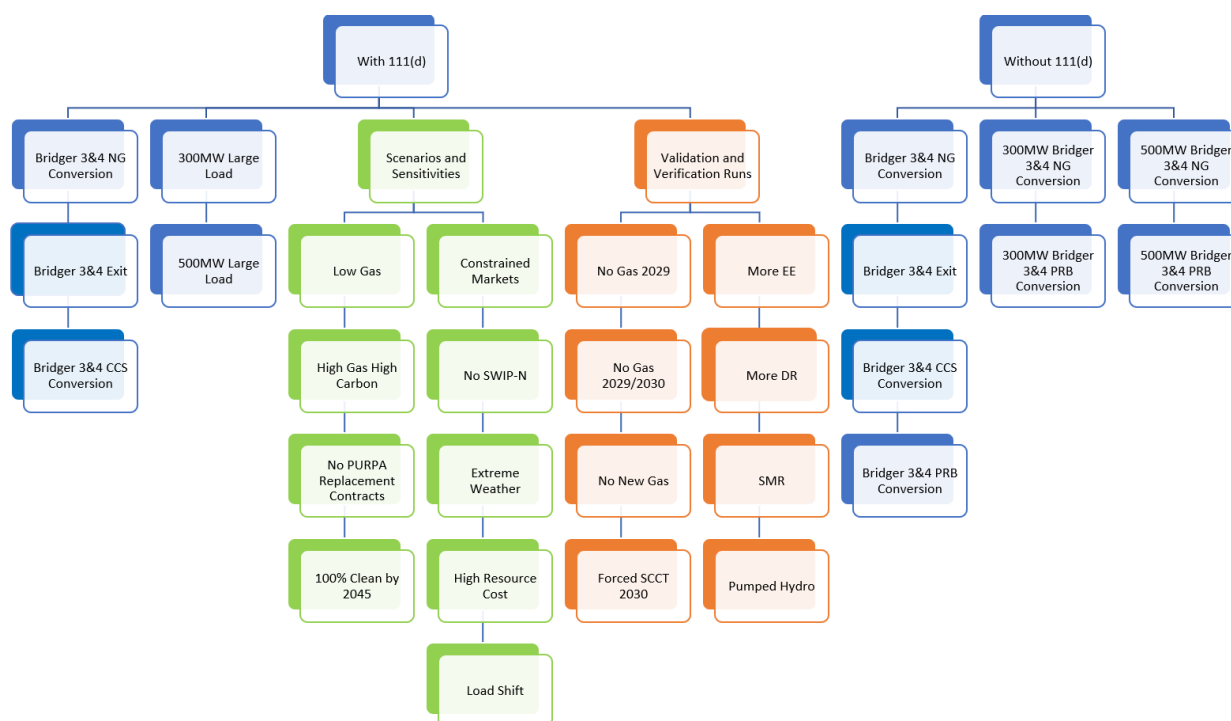 With 111(d)
Without 111(d)
Bridger 3&4 NG
Conversion
300MW Large
Load
Scenarios and
Sensitivities
Validation and
Verification Runs
Bridger 3&4 NG
Conversion
300MW Bridger
3&4 NG
Conversion
500MW Bridger
3&4 NG
Conversion
Bridger 3&4 Exit
500MW Large
Load
Low Gas
Constrained
Markets
No Gas 2029
More EE
Bridger 3&4 Exit
300MW Bridger
3&4 PRB
Conversion
500MW Bridger
3&4 PRB
Conversion
Bridger 3&4 CCS
Conversion
High Gas High
Carbon
No SWIP-N
No Gas
2029/2030
More DR
Bridger 3&4 CCS
Conversion
No PURPA
Replacement
Contracts
Extreme
Weather
No New Gas
SMR
Bridger 3&4 PRB
Conversion
100% Clean by
2045
High Resource
Cost
Forced SCCT
2030
Pumped Hydro
Load Shift